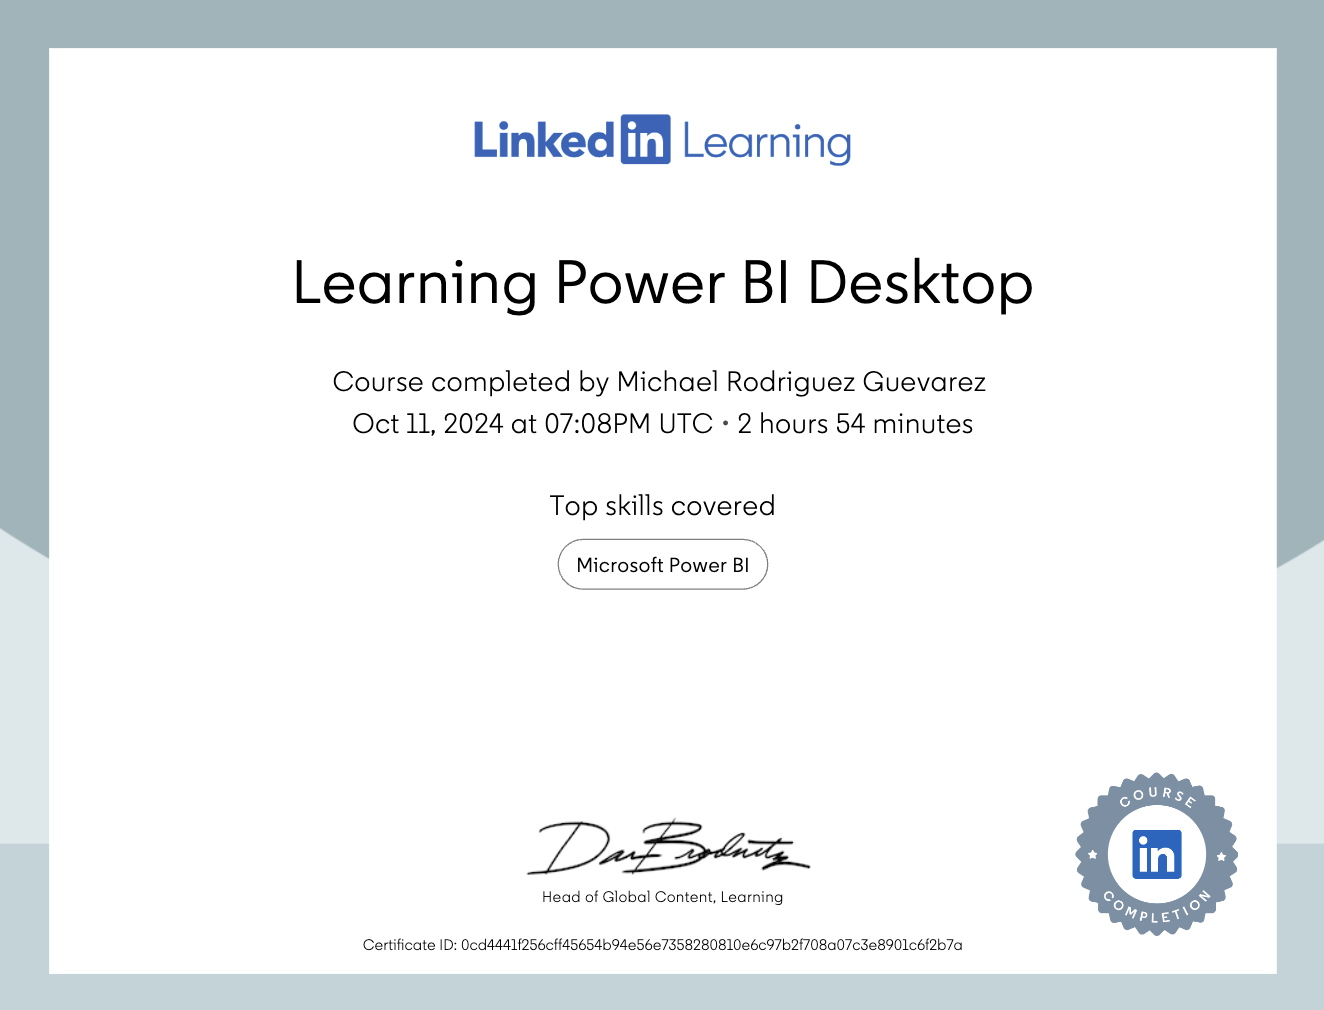 Linked in Learning
Learning Power BI Desktop
Course completed by Michael Rodriguez Guevarez
Oct 11, 2024 at 07:08PM UTC • 2 hours 54 minutes
Top skills covered
Microsoft Power BI
Dan Brodnitz
Head of Global Content, Learning
Certificate ID: 0cd4441f256cff45654b94e56e7358280810e6c97b2f708a07c3e8901c6f2b7a
COURSE
in
COMPLETION